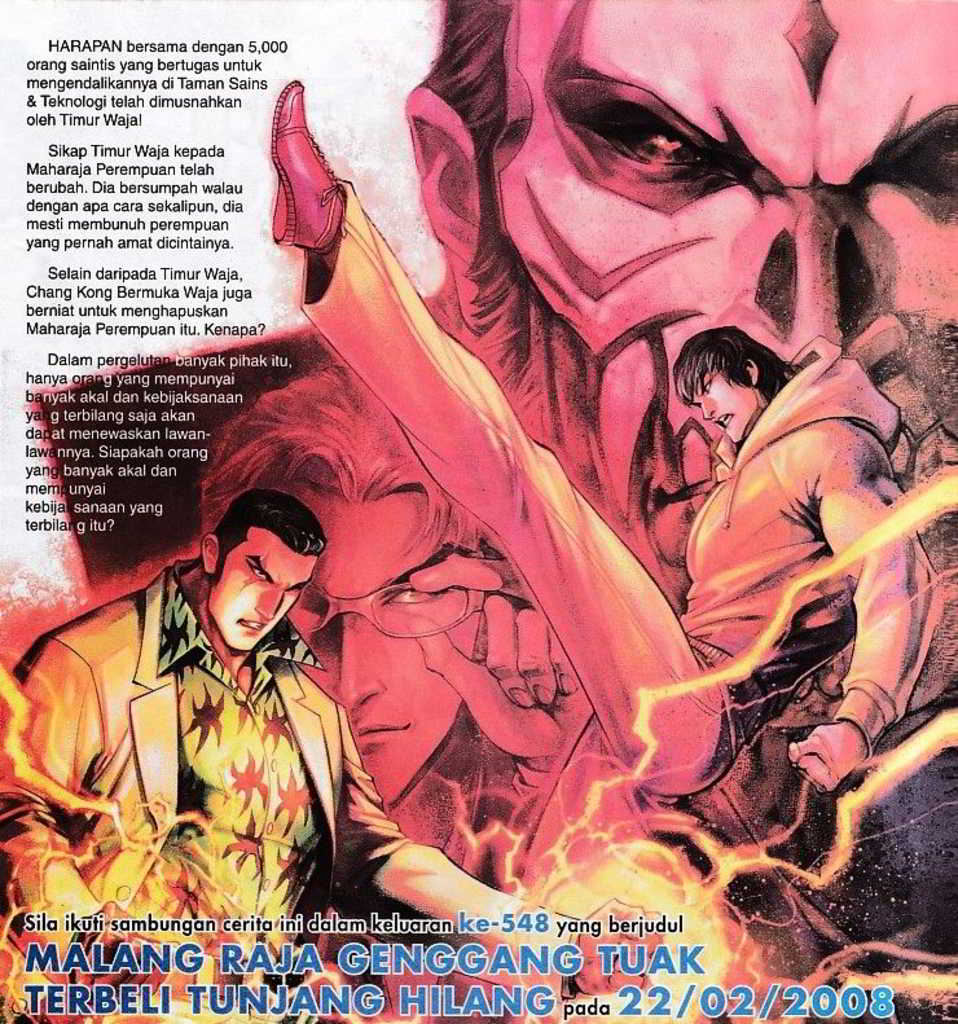 HARAPAN bersama dengan 5,000
orang saintis yang bertugas untuk
mengendalikannya di Taman Sains
& Teknologi telah dimusnahkan
oleh Timur Waja!
Sikap Timur Waja kepada
Maharaja Perempuan telah
berubah. Dia bersumpah walau
dengan apa cara sekalipun, dia
mesti membunuh perempuan
yang pernah amat dicintainya.
Selain daripada Timur Waja,
Chang Kong Bermuka Waja juga
berniat untuk menghapuskan
Maharaja Perempuan itu. Kenapa?
Dalam pergelutan banyak pihak itu,
hanya orang yang mempunyai
banyak akal dan kebijaksanaan
yang terbilang saja akan
dapat menewaskan lawan-
lawannya. Siapakah orang
yang banyak akal dan
mempunyai
kebijaksanaan yang
terbilang itu?
Sila ikuti sambungan cerita ini dalam keluaran ke-548 yang berjudul
MALANG RAJA GENGGANG TUAK
TERBELI TUNJANG HILANG pada 22/02/2008